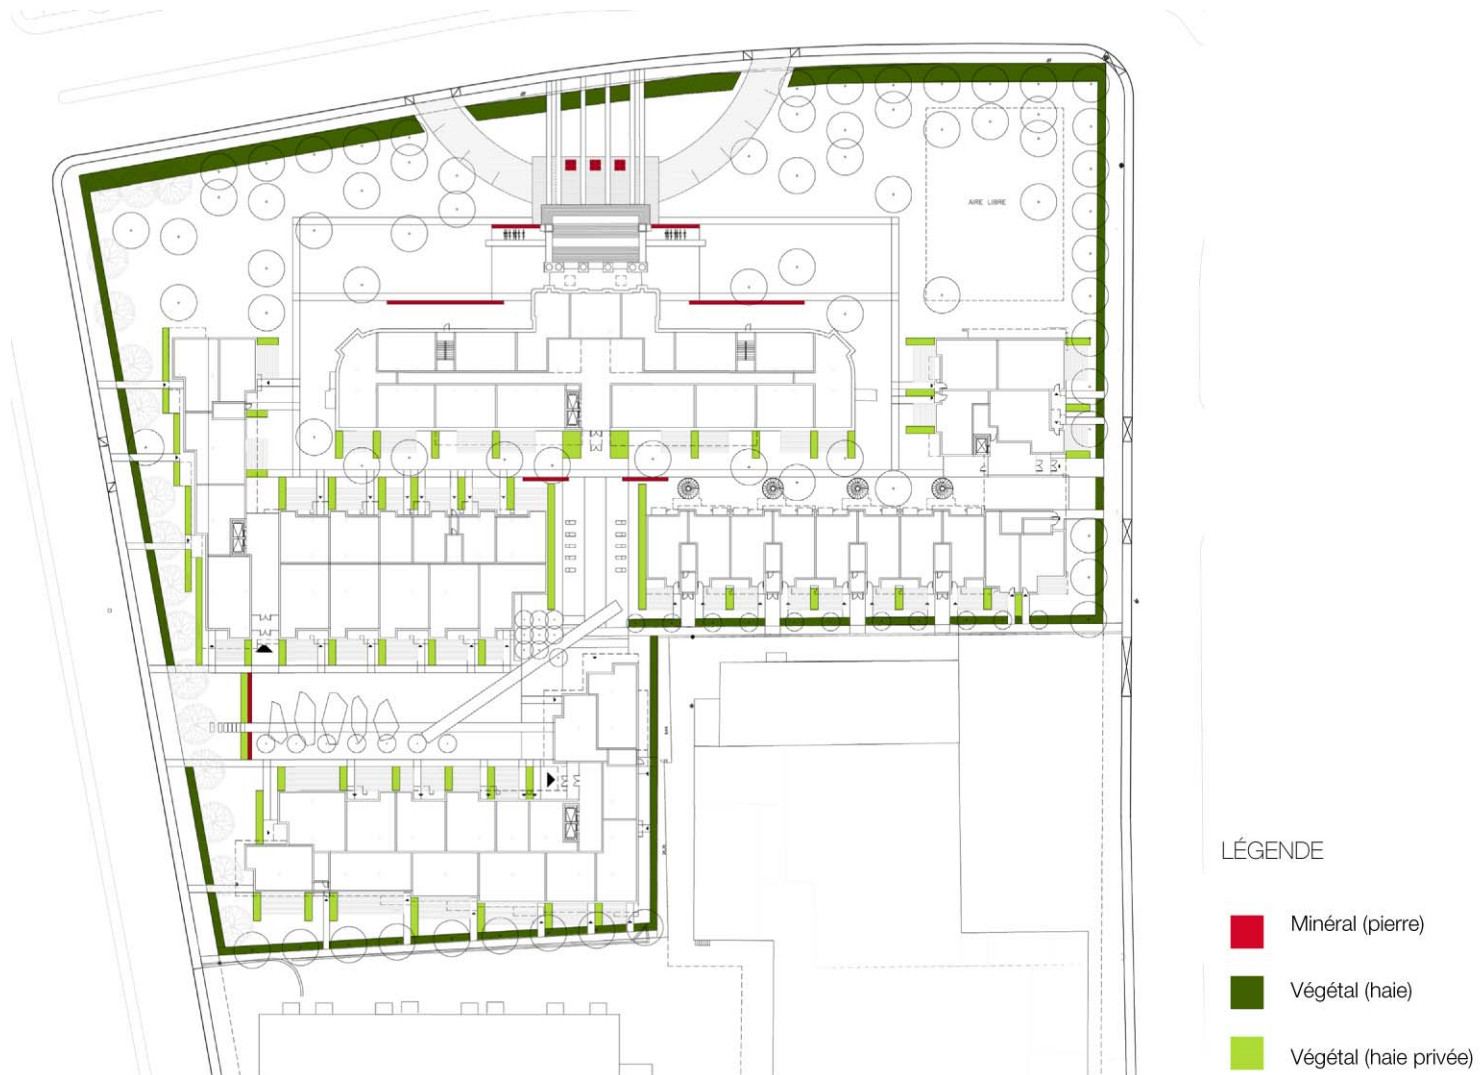 AIRE LIBRE
LÉGENDE
Minéral (pierre)
Végétal (haie)
Végétal (haie privée)